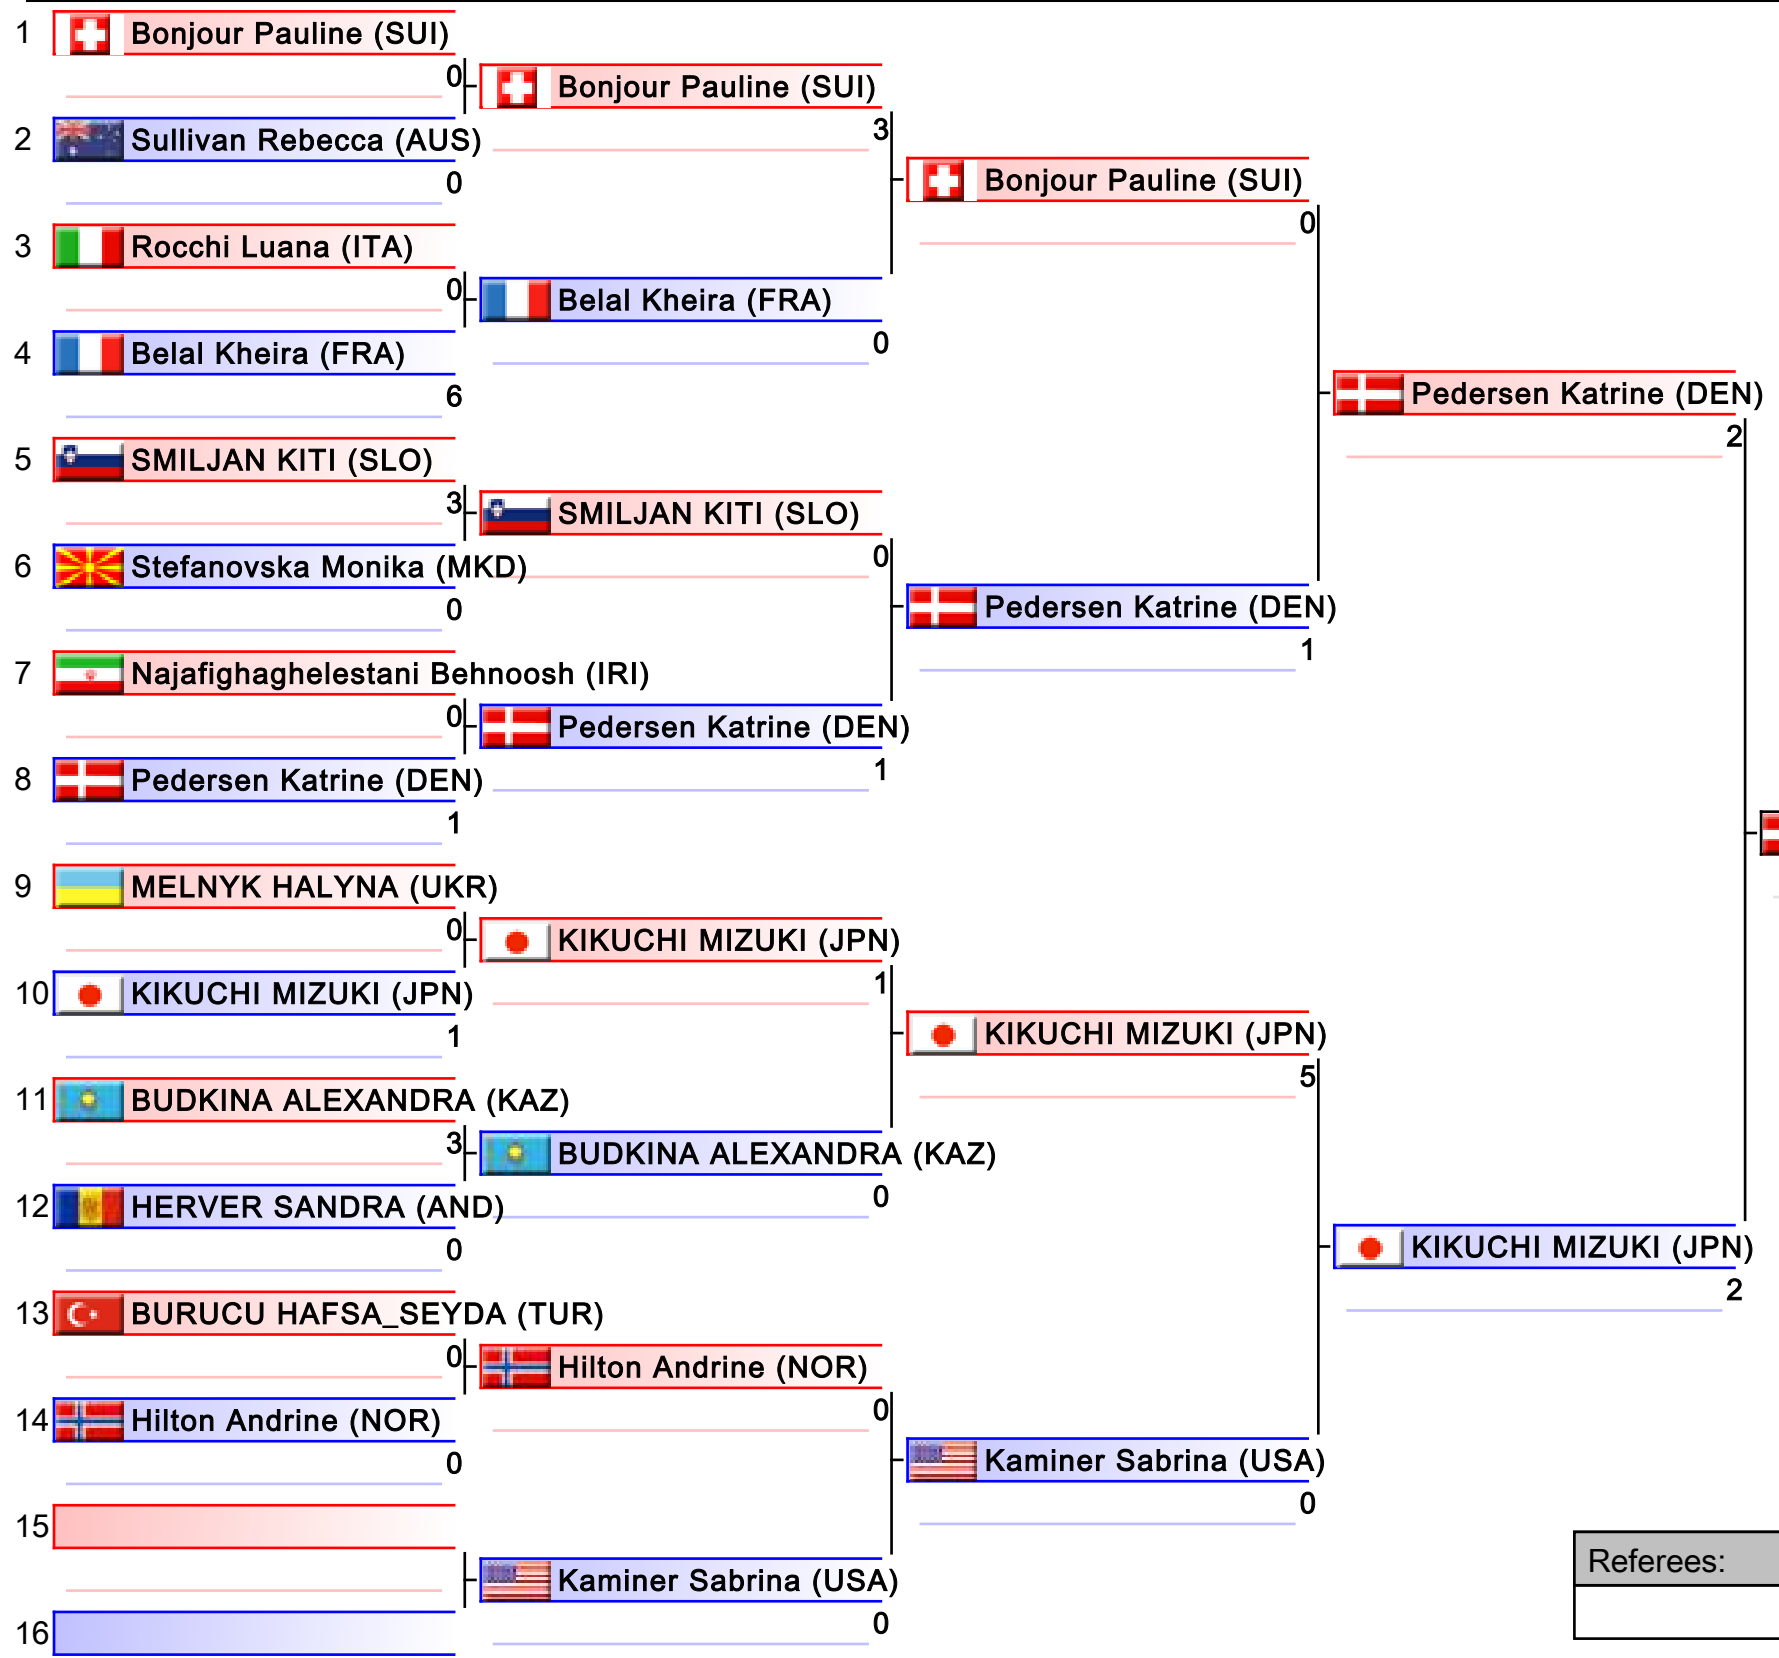 1 Bonjour Pauline (SUI)
0
2 Sullivan Rebecca (AUS)
0
3 Rocchi Luana (ITA)
0
4 Belal Kheira (FRA)
6
5 SMILJAN KITI (SLO)
3
6 Stefanovska Monika (MKD)
0
7 Najafighaghelestani Behnoosh (IRI)
0
8 Pedersen Katrine (DEN)
1
9 MELNYK HALYNA (UKR)
0
10 KIKUCHI MIZUKI (JPN)
1
11 BUDKINA ALEXANDRA (KAZ)
3
12 HERVER SANDRA (AND)
0
13 BURUCU HAFSA_SEYDA (TUR)
0
14 Hilton Andrine (NOR)
0
15
16
Bonjour Pauline (SUI)
3
Belal Kheira (FRA)
0
SMILJAN KITI (SLO)
0
Pedersen Katrine (DEN)
1
KIKUCHI MIZUKI (JPN)
1
BUDKINA ALEXANDRA (KAZ)
0
Hilton Andrine (NOR)
0
Kaminer Sabrina (USA)
0
Bonjour Pauline (SUI)
0
Pedersen Katrine (DEN)
1
KIKUCHI MIZUKI (JPN)
5
Kaminer Sabrina (USA)
0
Pedersen Katrine (DEN)
2
KIKUCHI MIZUKI (JPN)
2
Referees: